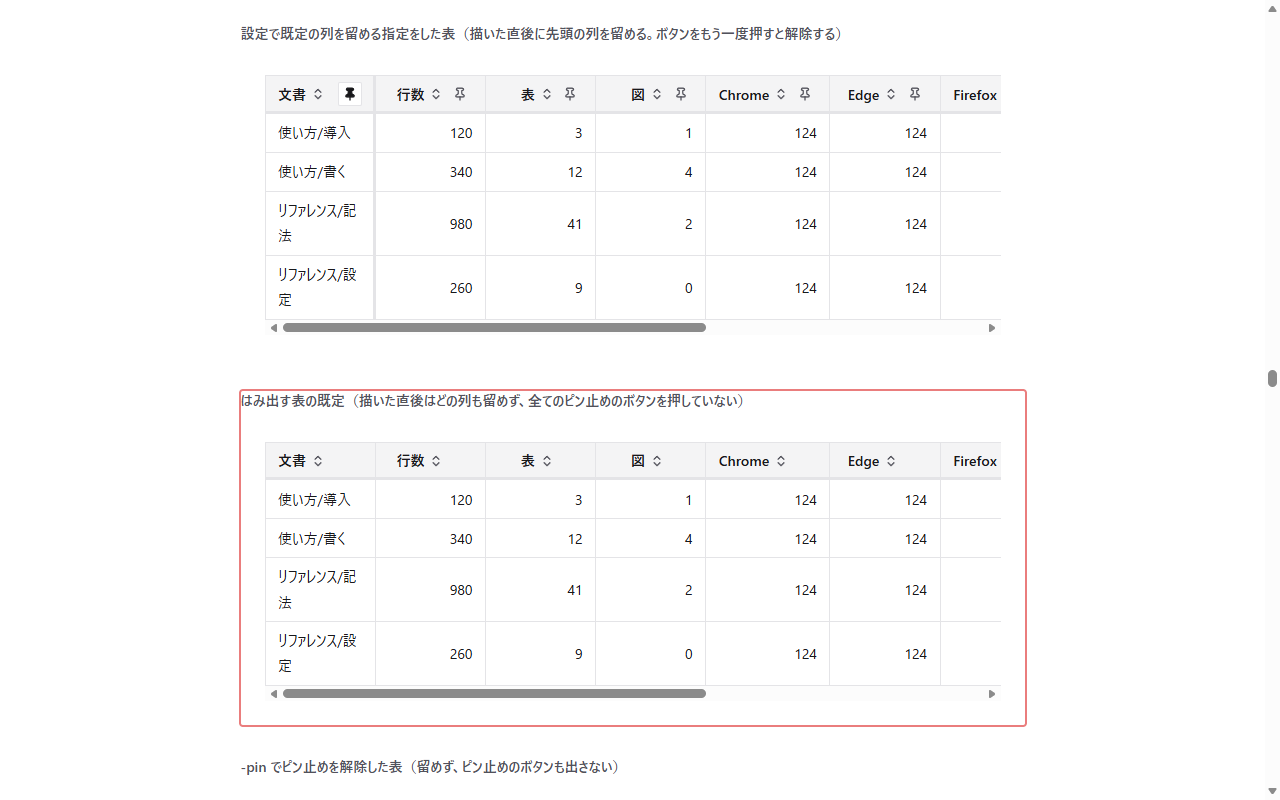 設定で既定の列を留める指定をした表（描いた直後に先頭の列を留める。ボタンをもう一度押すと解除する）
文書 行数 表 図 Chrome Edge Firefox
使い方/導入 120 3 1 124 124
使い方/書く 340 12 4 124 124
リファレンス/記
法 980 41 2 124 124
リファレンス/設
定 260 9 0 124 124
はみ出す表の既定（描いた直後はどの列も留めず、全てのピン止めのボタンを押していない）
文書 行数 表 図 Chrome Edge Firefox
使い方/導入 120 3 1 124 124
使い方/書く 340 12 4 124 124
リファレンス/記
法 980 41 2 124 124
リファレンス/設
定 260 9 0 124 124
-pin でピン止めを解除した表（留めず、ピン止めのボタンも出さない）